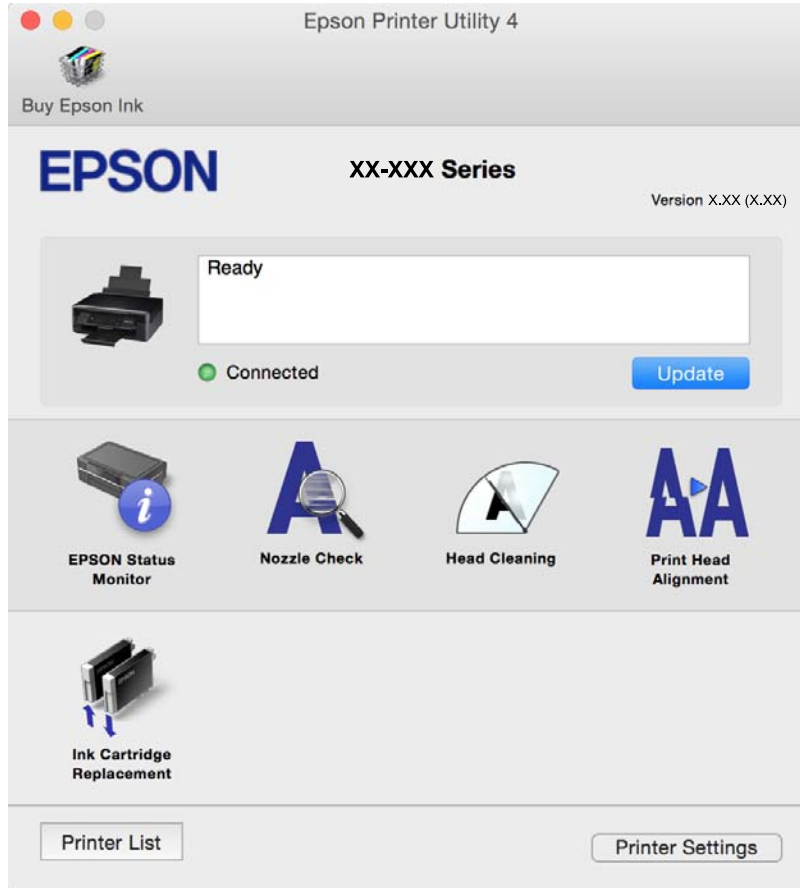 Epson Printer Utility 4
Buy Epson Ink
EPSON
XX-XXX Series
Version X.XX (X.XX)
Ready
Connected
Update
EPSON Status
Monitor
Nozzle Check
Head Cleaning
Print Head
Alignment
Ink Cartridge
Replacement
Printer List
Printer Settings